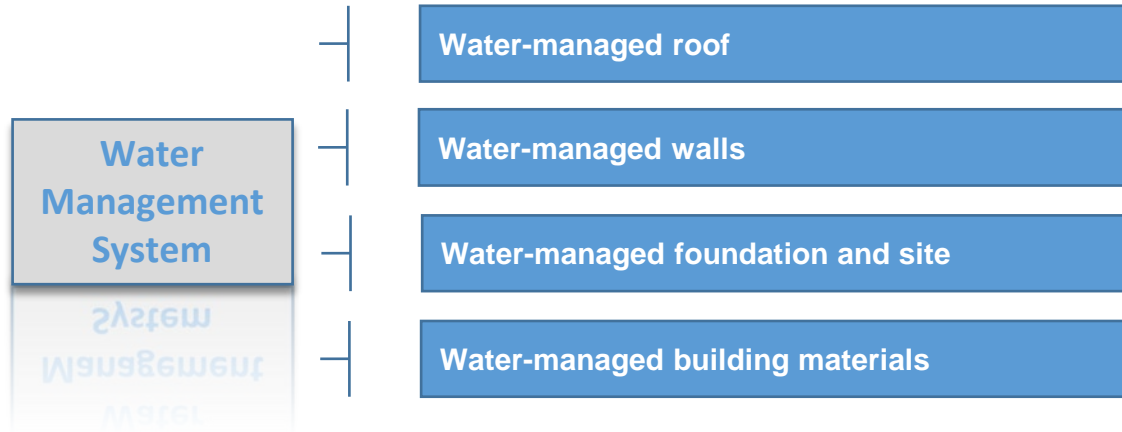 Water-managed roof
Water-managed walls
Water
Management
System
Water-managed foundation and site
Water-managed building materials